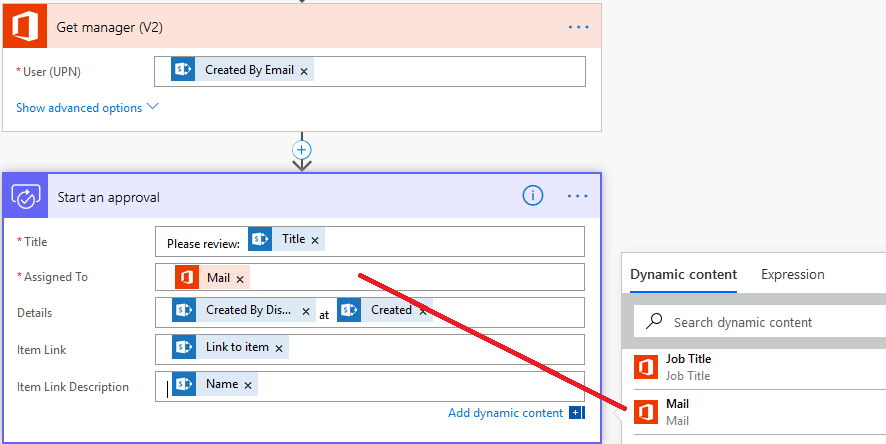 Get manager (V2)
* User (UPN) Created By Email ×
Show advanced options
Start an approval
* Title Please review: Title ×
* Assigned To Mail ×
Details Created By Dis... × at Created ×
Item Link Link to item ×
Item Link Description Name ×
Add dynamic content
Dynamic content Expression
Search dynamic content
Job Title
Job Title
Mail
Mail